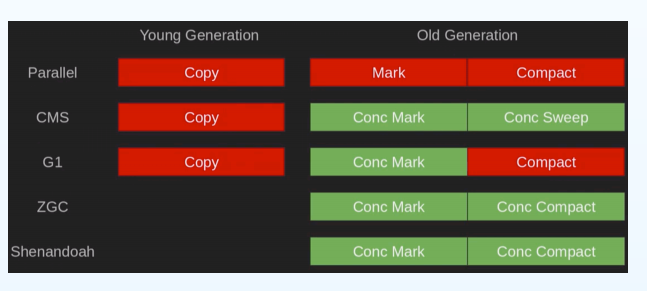 Young Generation Old Generation
Parallel Copy Mark Compact
CMS Copy Conc Mark Conc Sweep
G1 Copy Conc Mark Compact
ZGC Conc Mark Conc Compact
Shenandoah Conc Mark Conc Compact